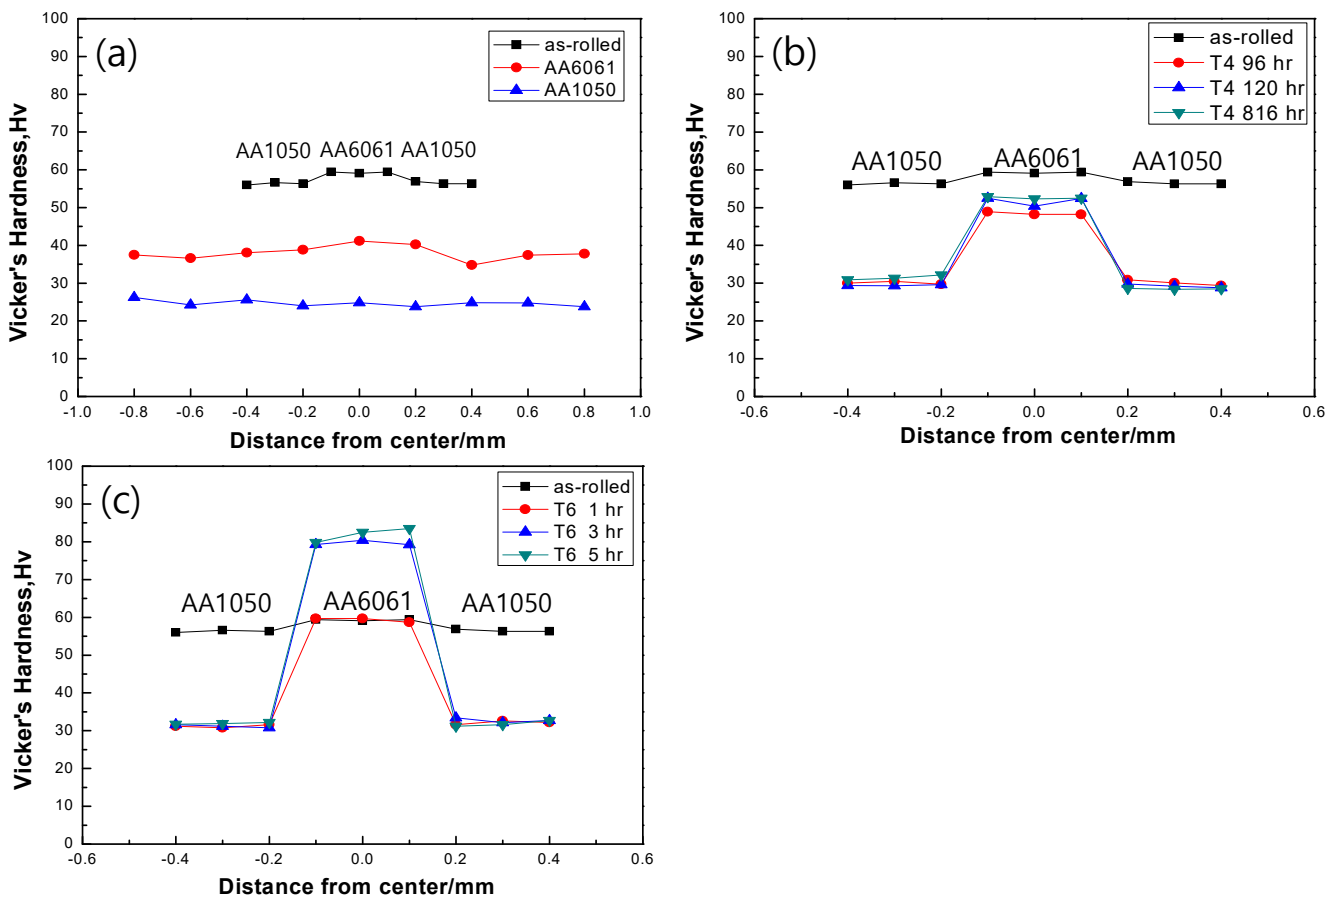 (a)
as-rolled
AA6061
AA1050
AA1050 AA6061 AA1050
100
90
80
70
60
50
40
30
20
10
0
-1.0 -0.8 -0.6 -0.4 -0.2 0.0 0.2 0.4 0.6 0.8 1.0
Vicker's Hardness,Hv
Distance from center/mm
(b)
as-rolled
T4 96 hr
T4 120 hr
T4 816 hr
AA1050 AA6061 AA1050
100
90
80
70
60
50
40
30
20
10
0
-0.6 -0.4 -0.2 0.0 0.2 0.4 0.6
Vicker's Hardness,Hv
Distance from center/mm
(c)
as-rolled
T6 1 hr
T6 3 hr
T6 5 hr
AA1050 AA6061 AA1050
100
90
80
70
60
50
40
30
20
10
0
-0.6 -0.4 -0.2 0.0 0.2 0.4 0.6
Vicker's Hardness,Hv
Distance from center/mm